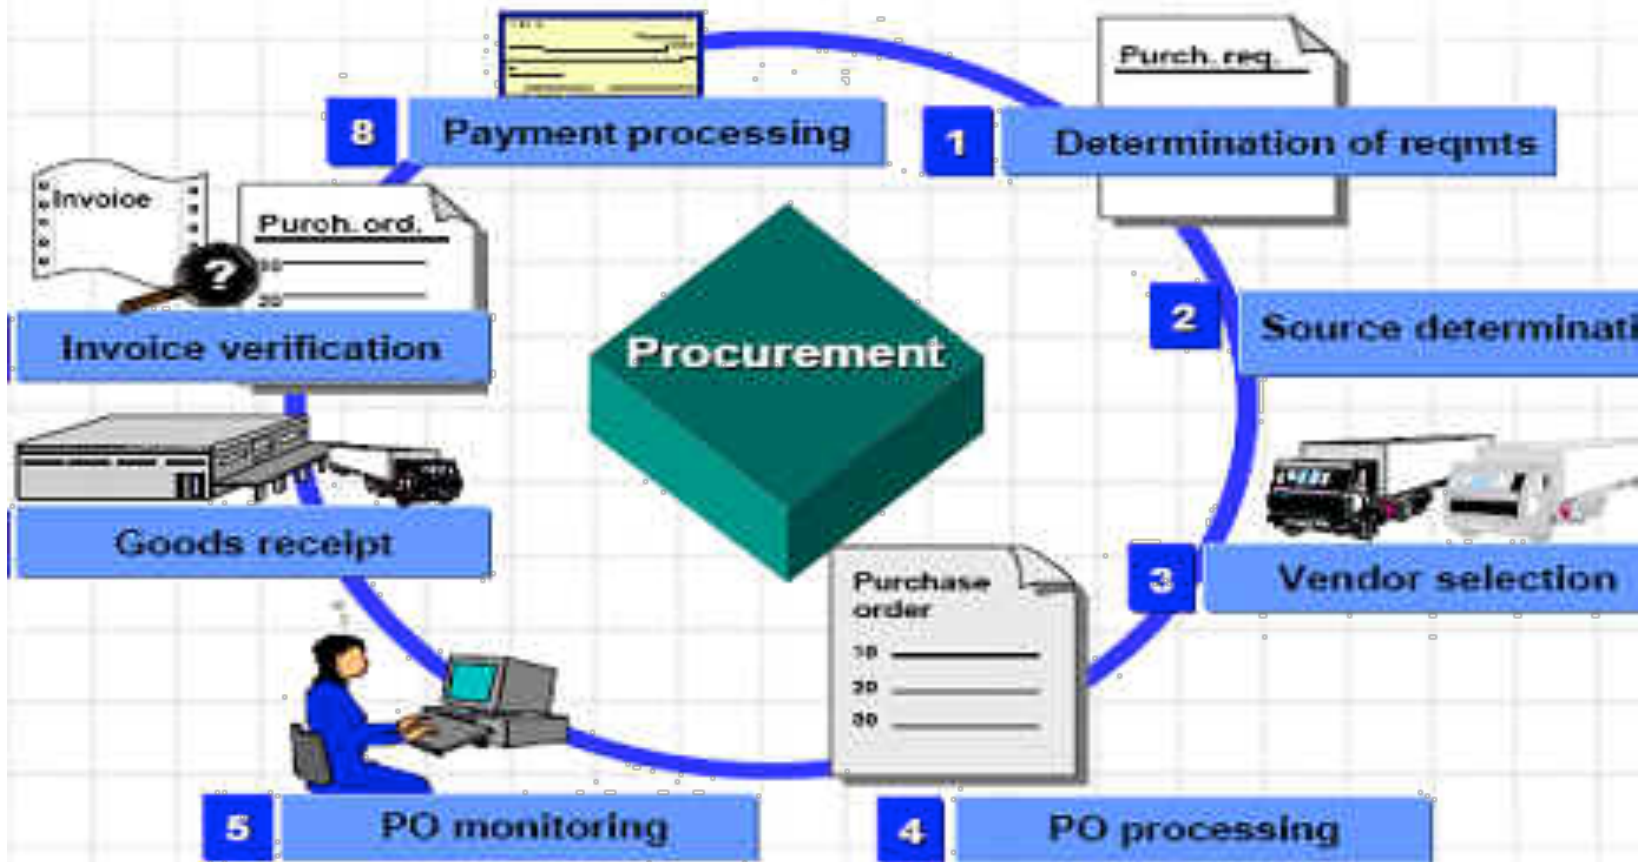 Purch. req.
8 Payment processing
1 Determination of reqmts
Invoice
Purch. ord.
?
20
2 Source determinati
Invoice verification
Procurement
Goods receipt
3 Vendor selection
Purchase
order
10
20
30
5 PO monitoring
4 PO processing